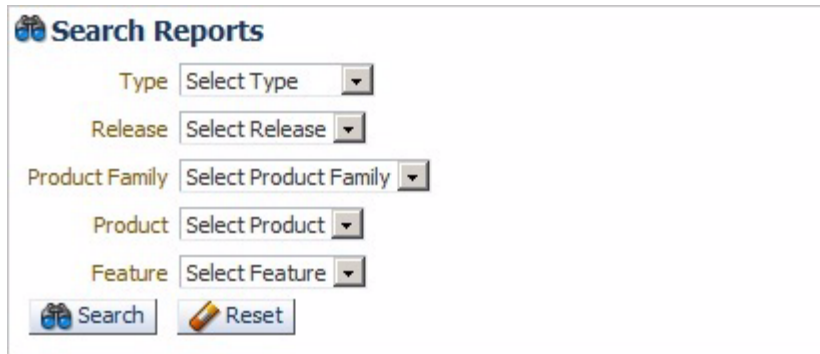 Search Reports
Type Select Type
Release Select Release
Product Family Select Product Family
Product Select Product
Feature Select Feature
Search Reset